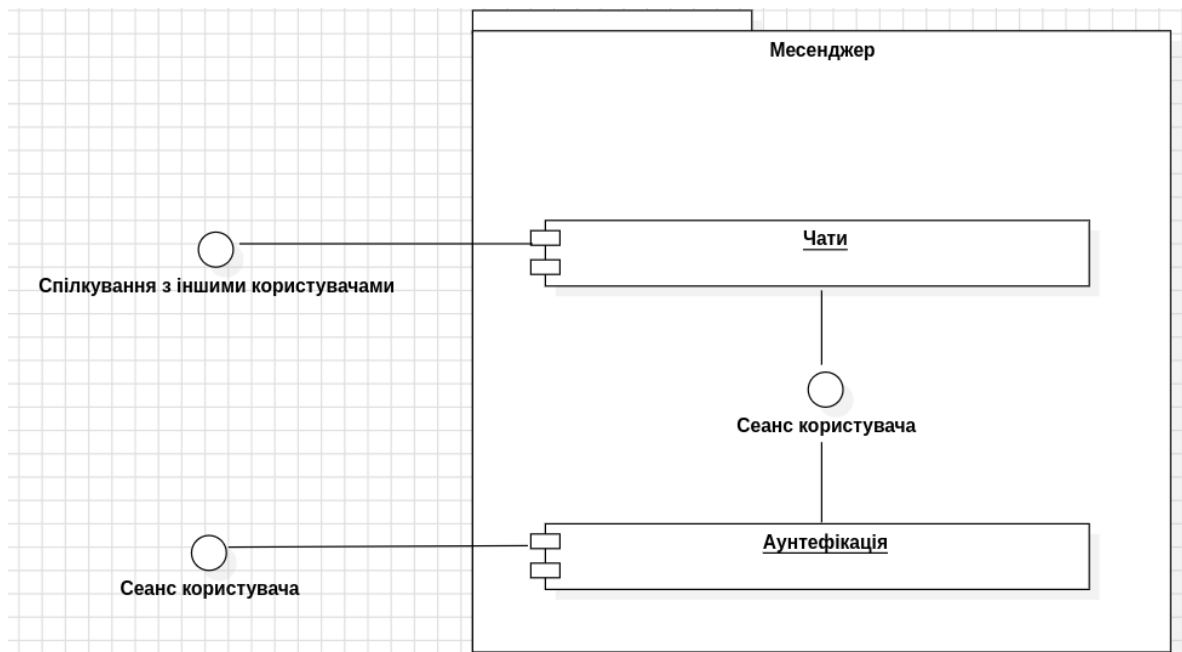 Месенджер
Чати
Спілкування з іншими користувачами
Сеанс користувача
Аунтефікація
Сеанс користувача